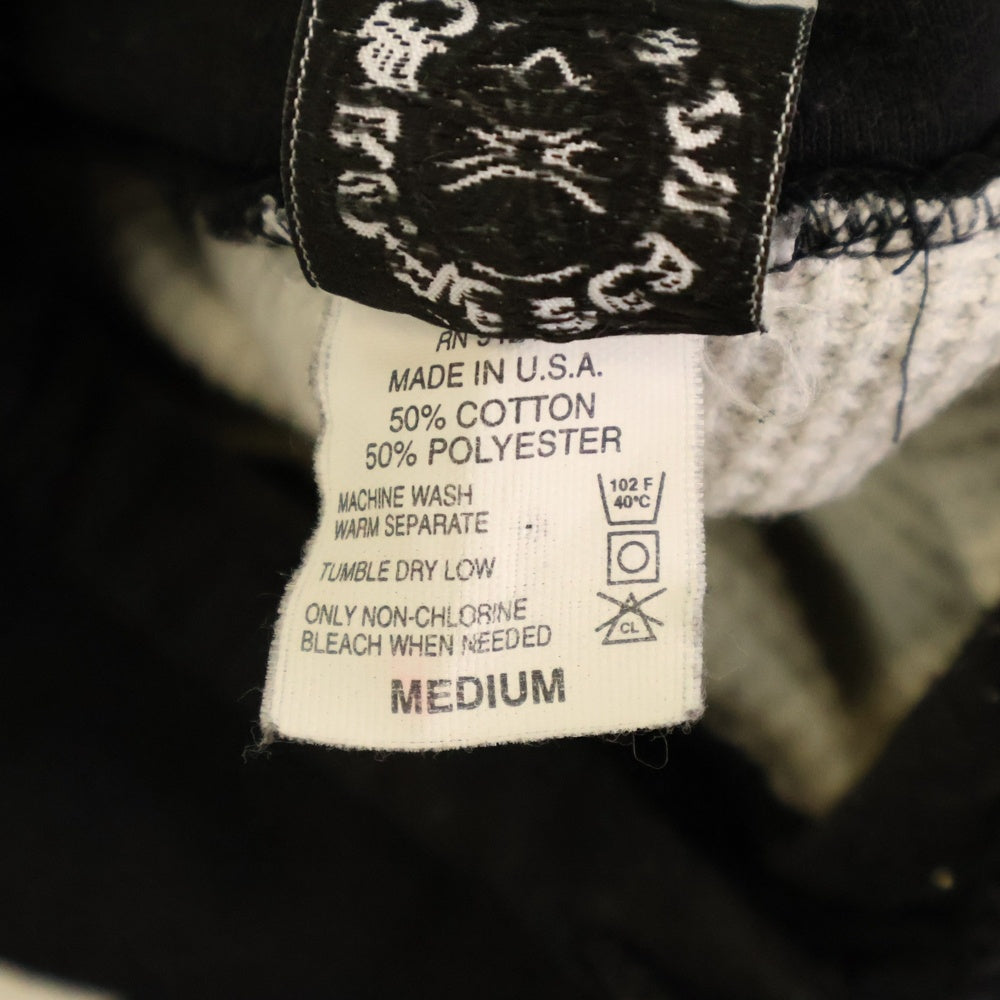 RN
MADE IN U.S.A.
50% COTTON
50% POLYESTER
MACHINE WASH
WARM SEPARATE
102 F
40°C
TUMBLE DRY LOW
ONLY NON-CHLORINE
BLEACH WHEN NEEDED
CL
MEDIUM